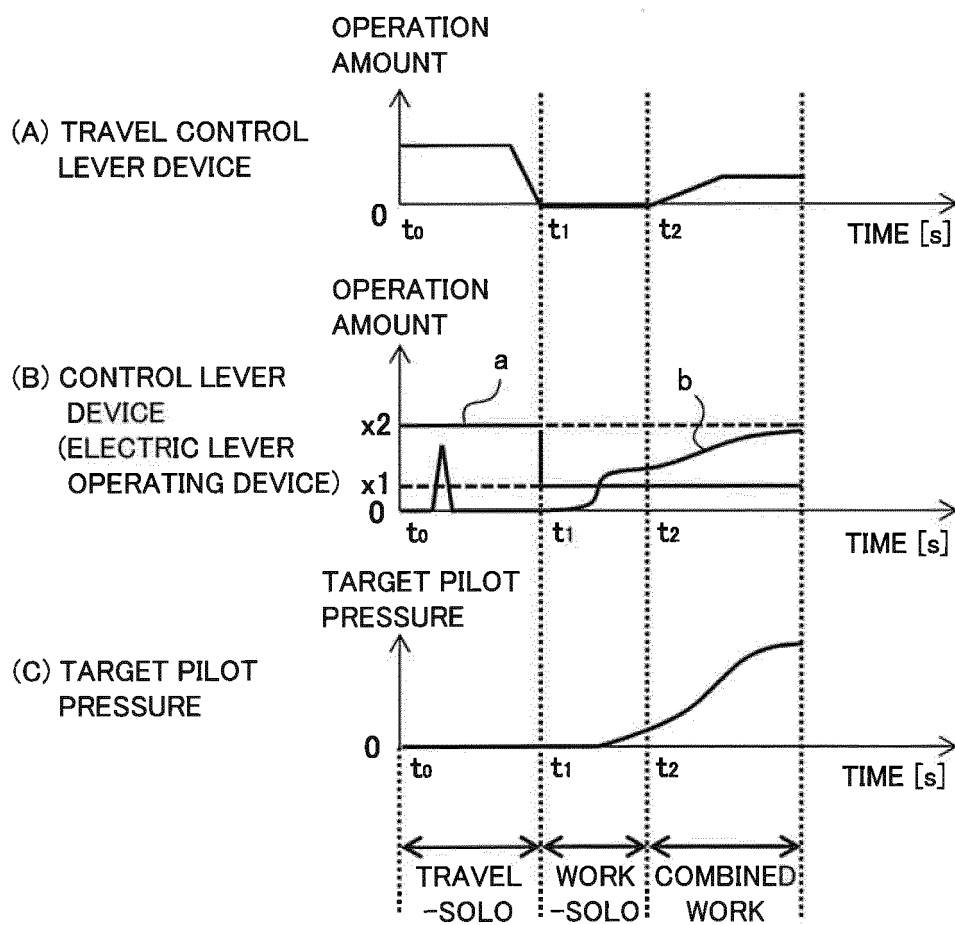 OPERATION
AMOUNT
(A) TRAVEL CONTROL
LEVER DEVICE
0
t0
t1
t2
TIME [s]
OPERATION
AMOUNT
a
b
(B) CONTROL LEVER
DEVICE
(ELECTRIC LEVER
OPERATING DEVICE)
x2
x1
0
t0
t1
t2
TIME [s]
TARGET PILOT
PRESSURE
(C) TARGET PILOT
PRESSURE
0
t0
t1
t2
TIME [s]
TRAVEL
-SOLO
WORK
-SOLO
COMBINED
WORK